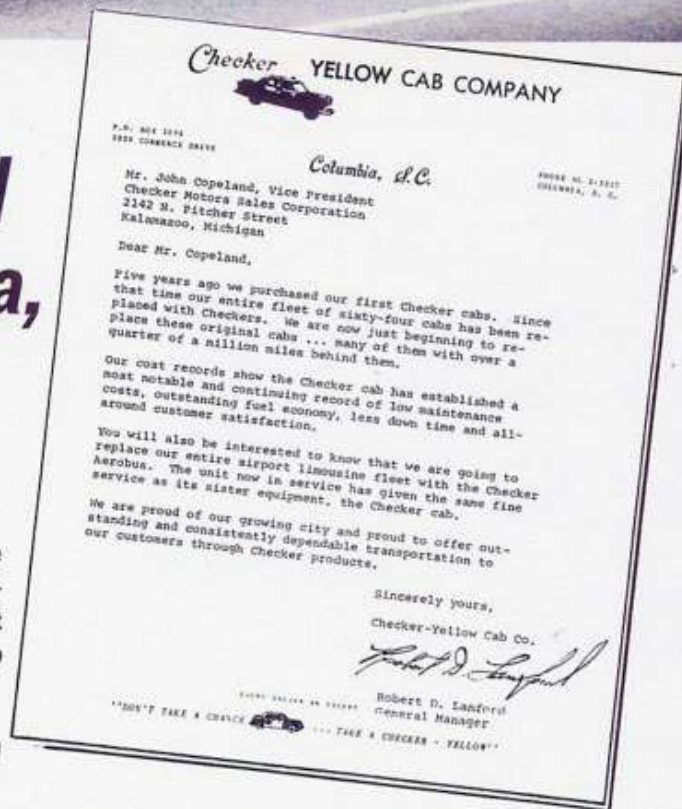 Checker YELLOW CAB COMPANY
P.O. BOX
COMMERCE DRIVE
Columbia, S.C.
PHONE
COLUMBIA, S. C.
Mr. John Copeland, Vice President
Checker Motors Sales Corporation
2142 N. Pitcher Street
Kalamazoo, Michigan
Dear Mr. Copeland,
Five years ago we purchased our first Checker cabs. Since
that time our entire fleet of sixty-four cabs has been re-
placed with Checkers. We are now just beginning to re-
place these original cabs ... many of them with over a
quarter of a million miles behind them.
Our cost records show the Checker cab has established a
most notable and continuing record of low maintenance
costs, outstanding fuel economy, less down time and all-
around customer satisfaction.
You will also be interested to know that we are going to
replace our entire airport limousine fleet with the Checker
Aerobus. The unit now in service has given the same fine
service as its sister equipment, the Checker cab.
We are proud of our growing city and proud to offer out-
standing and consistently dependable transportation to
our customers through Checker products.
Sincerely yours,
Checker-Yellow Cab Co.
Robert D. Lanford
Robert D. Lanford
General Manager
"DON'T TAKE A CHANCE ... TAKE A CHECKER - YELLOW"
a,